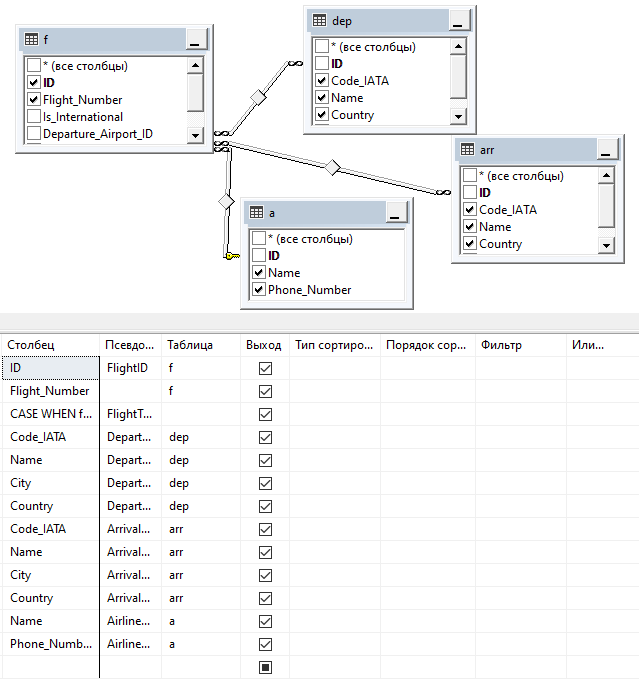 f
* (все столбцы)
ID
Flight_Number
Is_International
Departure_Airport_ID
dep
* (все столбцы)
ID
Code_IATA
Name
Country
arr
* (все столбцы)
ID
Code_IATA
Name
Country
a
* (все столбцы)
ID
Name
Phone_Number
Столбец Псевдо... Таблица Выход Тип сортиро... Порядок сор... Фильтр Или...
ID FlightID f
Flight_Number f
CASE WHEN f... FlightT...
Code_IATA Depart... dep
Name Depart... dep
City Depart... dep
Country Depart... dep
Code_IATA Arrival... arr
Name Arrival... arr
City Arrival... arr
Country Arrival... arr
Name Airline... a
Phone_Numb... Airline... a